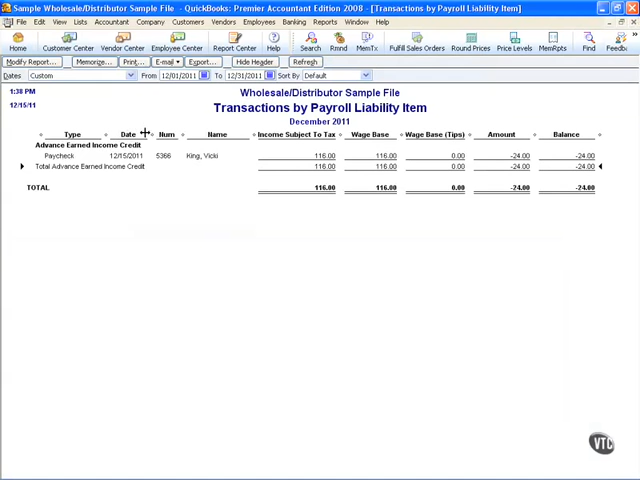 Sample Wholesale/Distributor Sample File - QuickBooks: Premier Accountant Edition 2008 - [Transactions by Payroll Liability Item]
File Edit View Lists Accountant Company Customers Vendors Employees Banking Reports Window Help
Home Customer Center Vendor Center Employee Center Report Center Help Search Rmnd MemTx Fulfill Sales Orders Round Prices Price Levels MemRpts Find Feedb
Modify Report... Memorize... Print... E-mail Export... Hide Header Refresh
Dates Custom From 12/01/2011 To 12/31/2011 Sort By Default
1:38 PM
12/15/11
Wholesale/Distributor Sample File
Transactions by Payroll Liability Item
December 2011
Type Date Num Name Income Subject To Tax Wage Base Wage Base (Tips) Amount Balance
Advance Earned Income Credit
Paycheck 12/15/2011 5366 King, Vicki 116.00 116.00 0.00 -24.00 -24.00
Total Advance Earned Income Credit 116.00 116.00 0.00 -24.00 -24.00
TOTAL 116.00 116.00 0.00 -24.00 -24.00
VTC